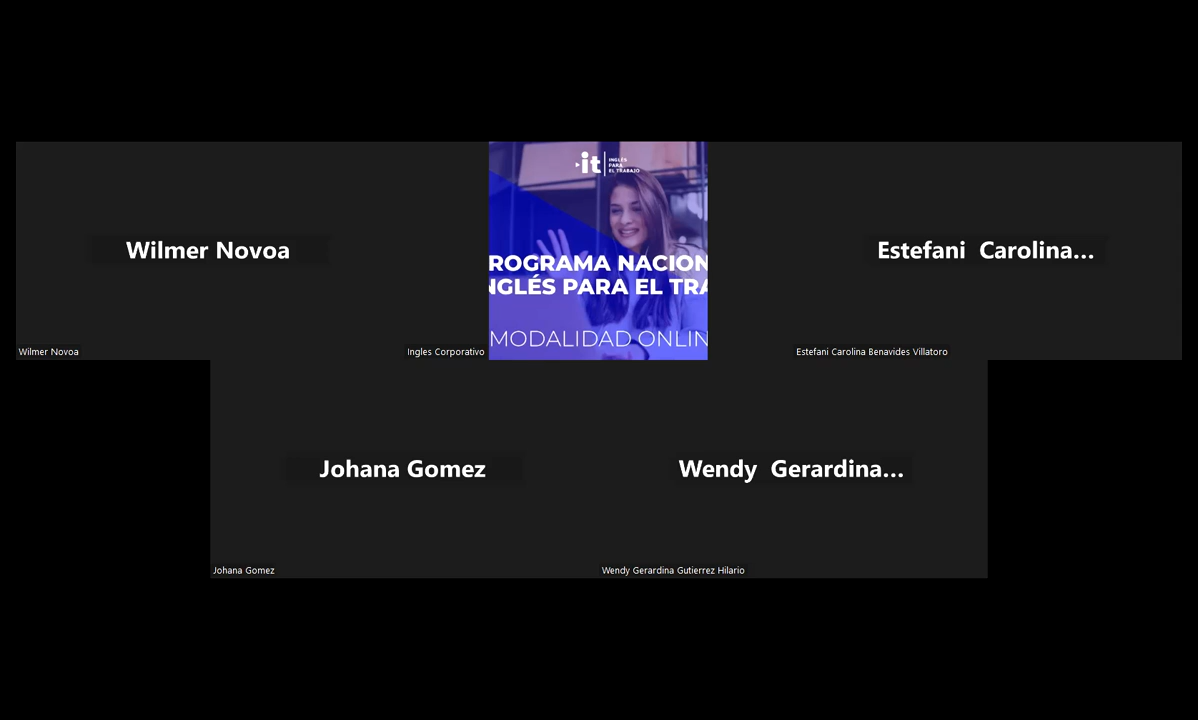 Wilmer Novoa
Wilmer Novoa
Ingles Corporativo
it INGLÉS
PARA
EL TRABAJO
ROGRAMA NACION
NGLÉS PARA EL TRA
MODALIDAD ONLIN
Estefani Carolina...
Estefani Carolina Benavides Villatoro
Johana Gomez
Johana Gomez
Wendy Gerardina...
Wendy Gerardina Gutierrez Hilario